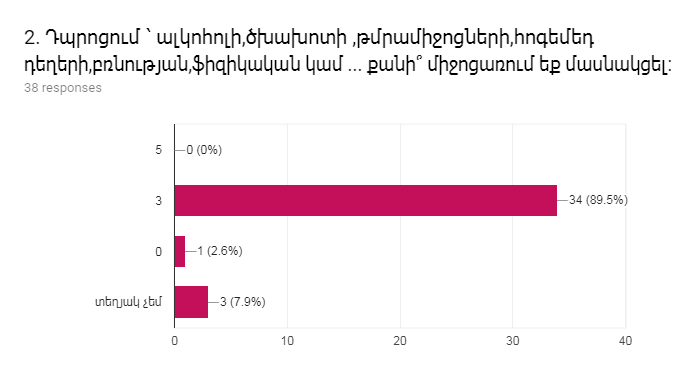 2. Դպրոցում ՝ ալկոհոլի,ծխախոտի ,թմրամիջոցների,հոգեմեդ
դեղերի,բռնության,ֆիզիկական կամ ... քանի՞ միջոցառում եք մասնակցել:
38 responses
5 0 (0%)
3 34 (89.5%)
0 1 (2.6%)
տեղյակ չեմ 3 (7.9%)
0 10 20 30 40